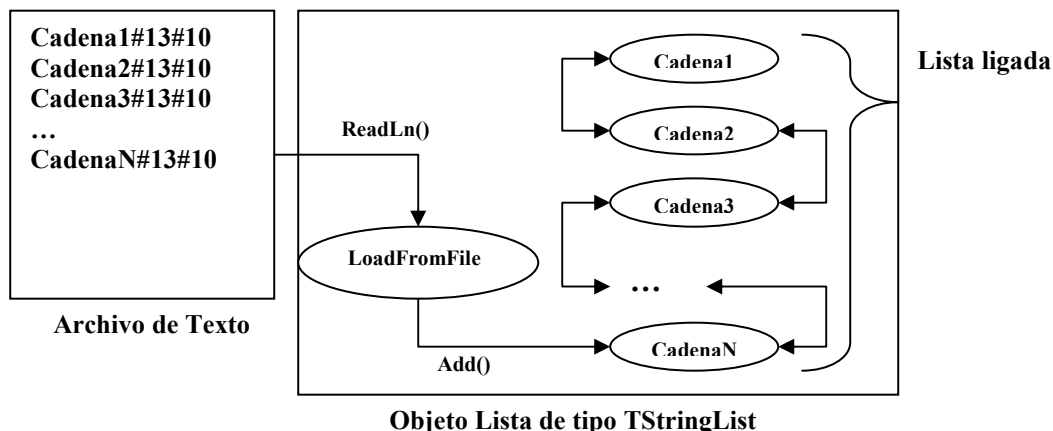 Cadena1#13#10
Cadena2#13#10
Cadena3#13#10
…
CadenaN#13#10
Archivo de Texto
ReadLn()
LoadFromFile
Add()
Cadena1
Cadena2
Cadena3
...
CadenaN
Lista ligada
Objeto Lista de tipo TStringList